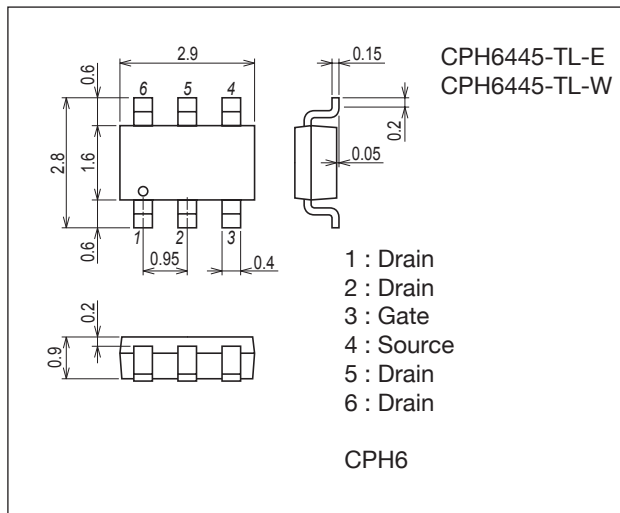 2.9
0.15
CPH6445-TL-E
CPH6445-TL-W
0.6
6
5
4
0.2
2.8
1.6
0.05
0.6
1
2
3
0.95
0.4
1 : Drain
2 : Drain
3 : Gate
4 : Source
5 : Drain
6 : Drain
0.2
0.9
CPH6